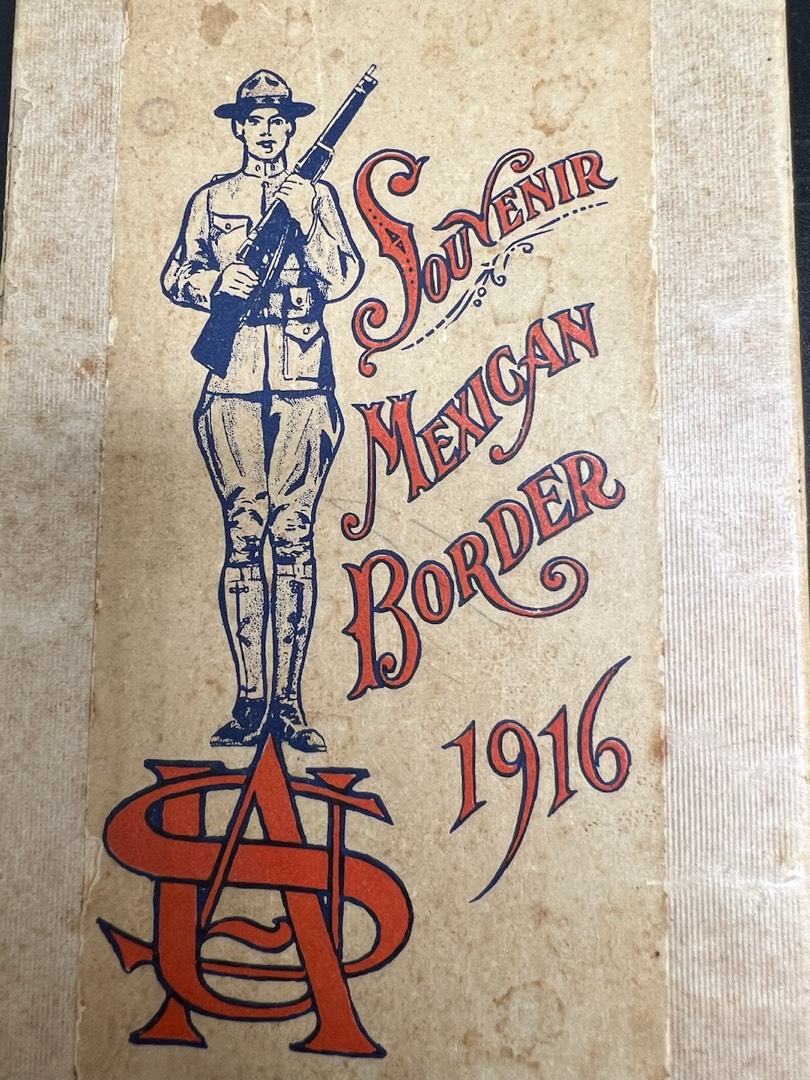 SOUVENIR
MEXICAN
BORDER
1916
USA